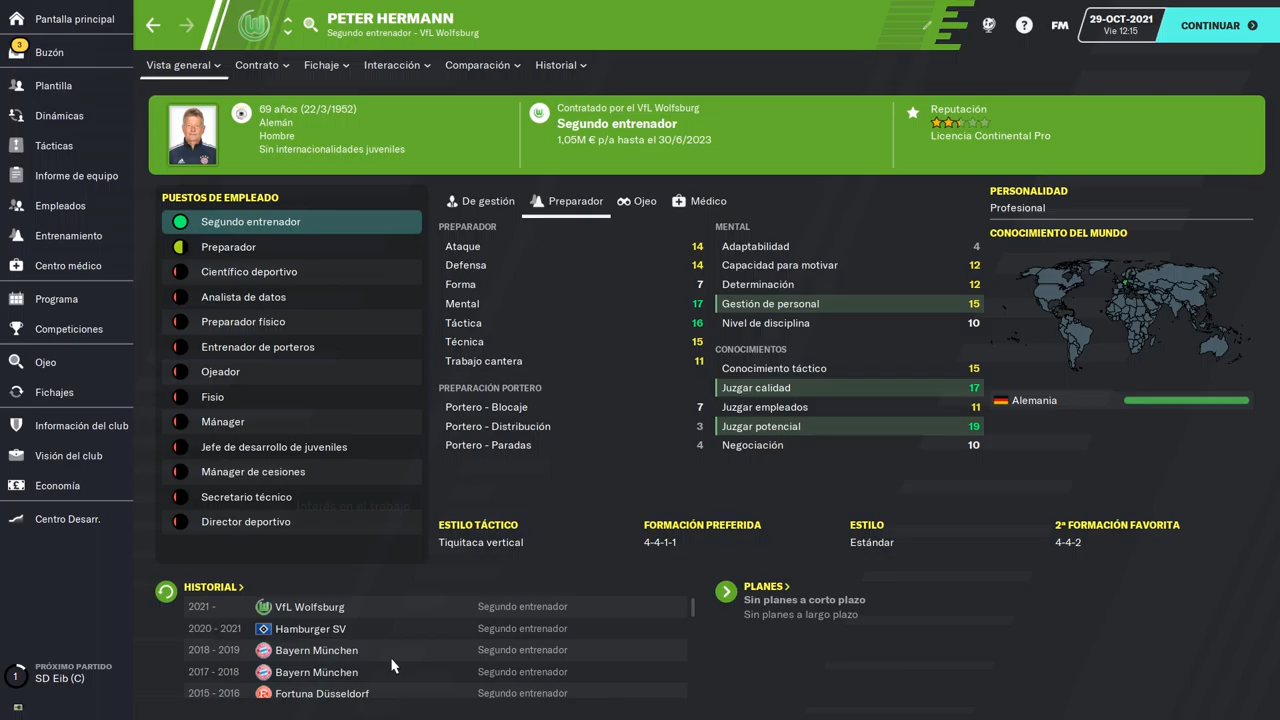 Pantalla principal
3
Buzón
Plantilla
Dinámicas
Tácticas
Informe de equipo
Empleados
Entrenamiento
Centro médico
Programa
Competiciones
Ojeo
Fichajes
Información del club
Visión del club
Economía
Centro Desarr.
1
PRÓXIMO PARTIDO
SD Eib (C)
PETER HERMANN
Segundo entrenador - VfL Wolfsburg
FM
29-OCT-2021
Vie 12:15
CONTINUAR
Vista general
Contrato
Fichaje
Interacción
Comparación
Historial
69 años (22/3/1952)
Alemán
Hombre
Sin internacionalidades juveniles
Contratado por el VfL Wolfsburg
Segundo entrenador
1,05M € p/a hasta el 30/6/2023
Reputación
Licencia Continental Pro
PUESTOS DE EMPLEADO
Segundo entrenador
Preparador
Científico deportivo
Analista de datos
Preparador físico
Entrenador de porteros
Ojeador
Fisio
Mánager
Jefe de desarrollo de juveniles
Mánager de cesiones
Secretario técnico
Director deportivo
De gestión
Preparador
Ojeo
Médico
PREPARADOR
Ataque 14
Defensa 14
Forma 7
Mental 17
Táctica 16
Técnica 15
Trabajo cantera 11
PREPARACIÓN PORTERO
Portero - Blocaje 7
Portero - Distribución 3
Portero - Paradas 4
MENTAL
Adaptabilidad 4
Capacidad para motivar 12
Determinación 12
Gestión de personal 15
Nivel de disciplina 10
CONOCIMIENTOS
Conocimiento táctico 15
Juzgar calidad 17
Juzgar empleados 11
Juzgar potencial 19
Negociación 10
PERSONALIDAD
Profesional
CONOCIMIENTO DEL MUNDO
Alemania
ESTILO TÁCTICO
Tiquitaca vertical
FORMACIÓN PREFERIDA
4-4-1-1
ESTILO
Estándar
2ª FORMACIÓN FAVORITA
4-4-2
HISTORIAL >
2021 - VfL Wolfsburg Segundo entrenador
2020 - 2021 Hamburger SV Segundo entrenador
2018 - 2019 Bayern München Segundo entrenador
2017 - 2018 Bayern München Segundo entrenador
2015 - 2016 Fortuna Düsseldorf Segundo entrenador
PLANES >
Sin planes a corto plazo
Sin planes a largo plazo